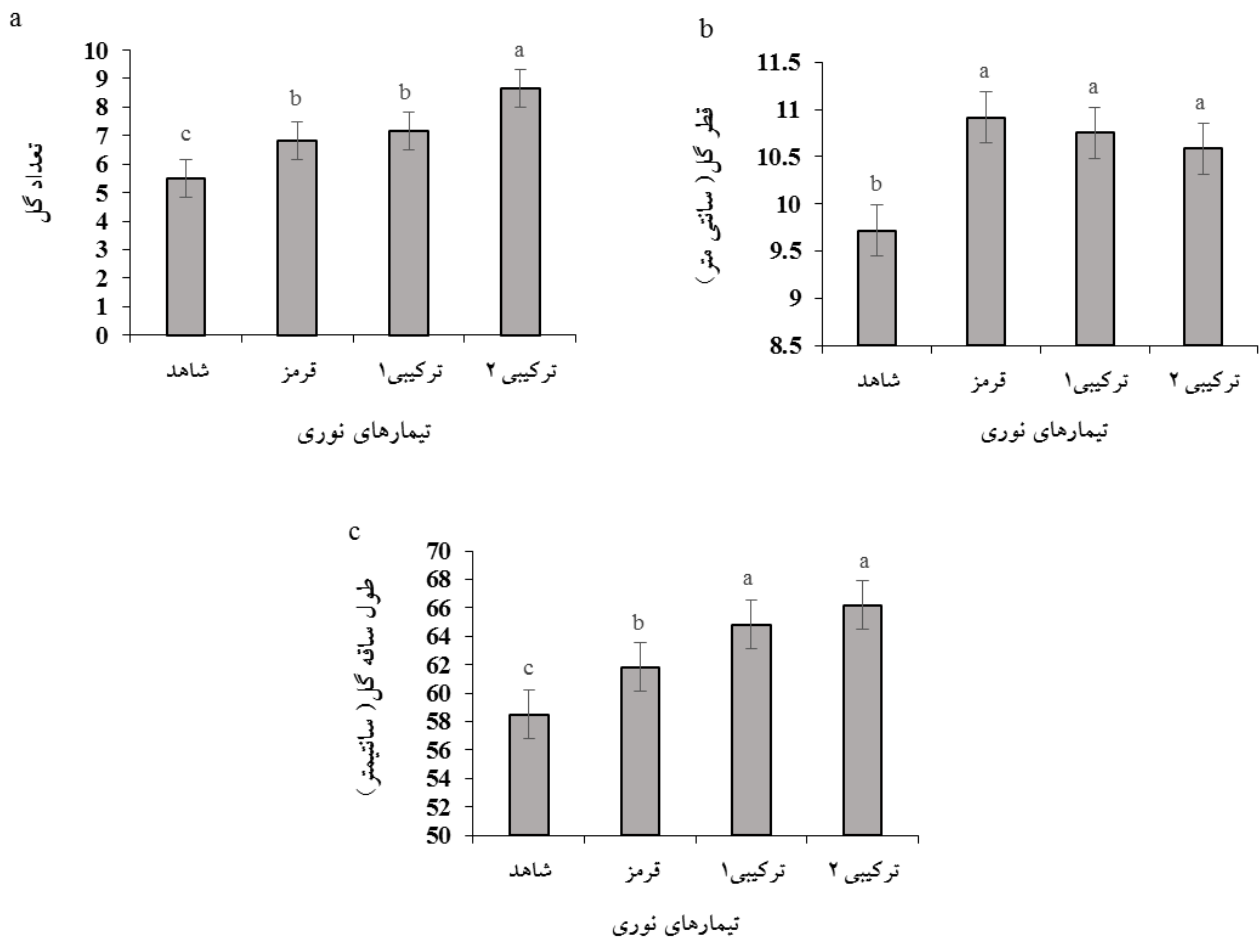 a
تعداد گل
10
9
8
7
6
5
4
3
2
1
0
c
b
b
a
شاهد
قرمز
ترکیبی۱
ترکیبی ۲
تیمارهای نوری
b
قطر گل( سانتی متر)
11.5
11
10.5
10
9.5
9
8.5
b
a
a
a
شاهد
قرمز
ترکیبی۱
ترکیبی ۲
تیمارهای نوری
c
طول ساقه گل( سانتیمتر)
70
68
66
64
62
60
58
56
54
52
50
c
b
a
a
شاهد
قرمز
ترکیبی۱
ترکیبی ۲
تیمارهای نوری